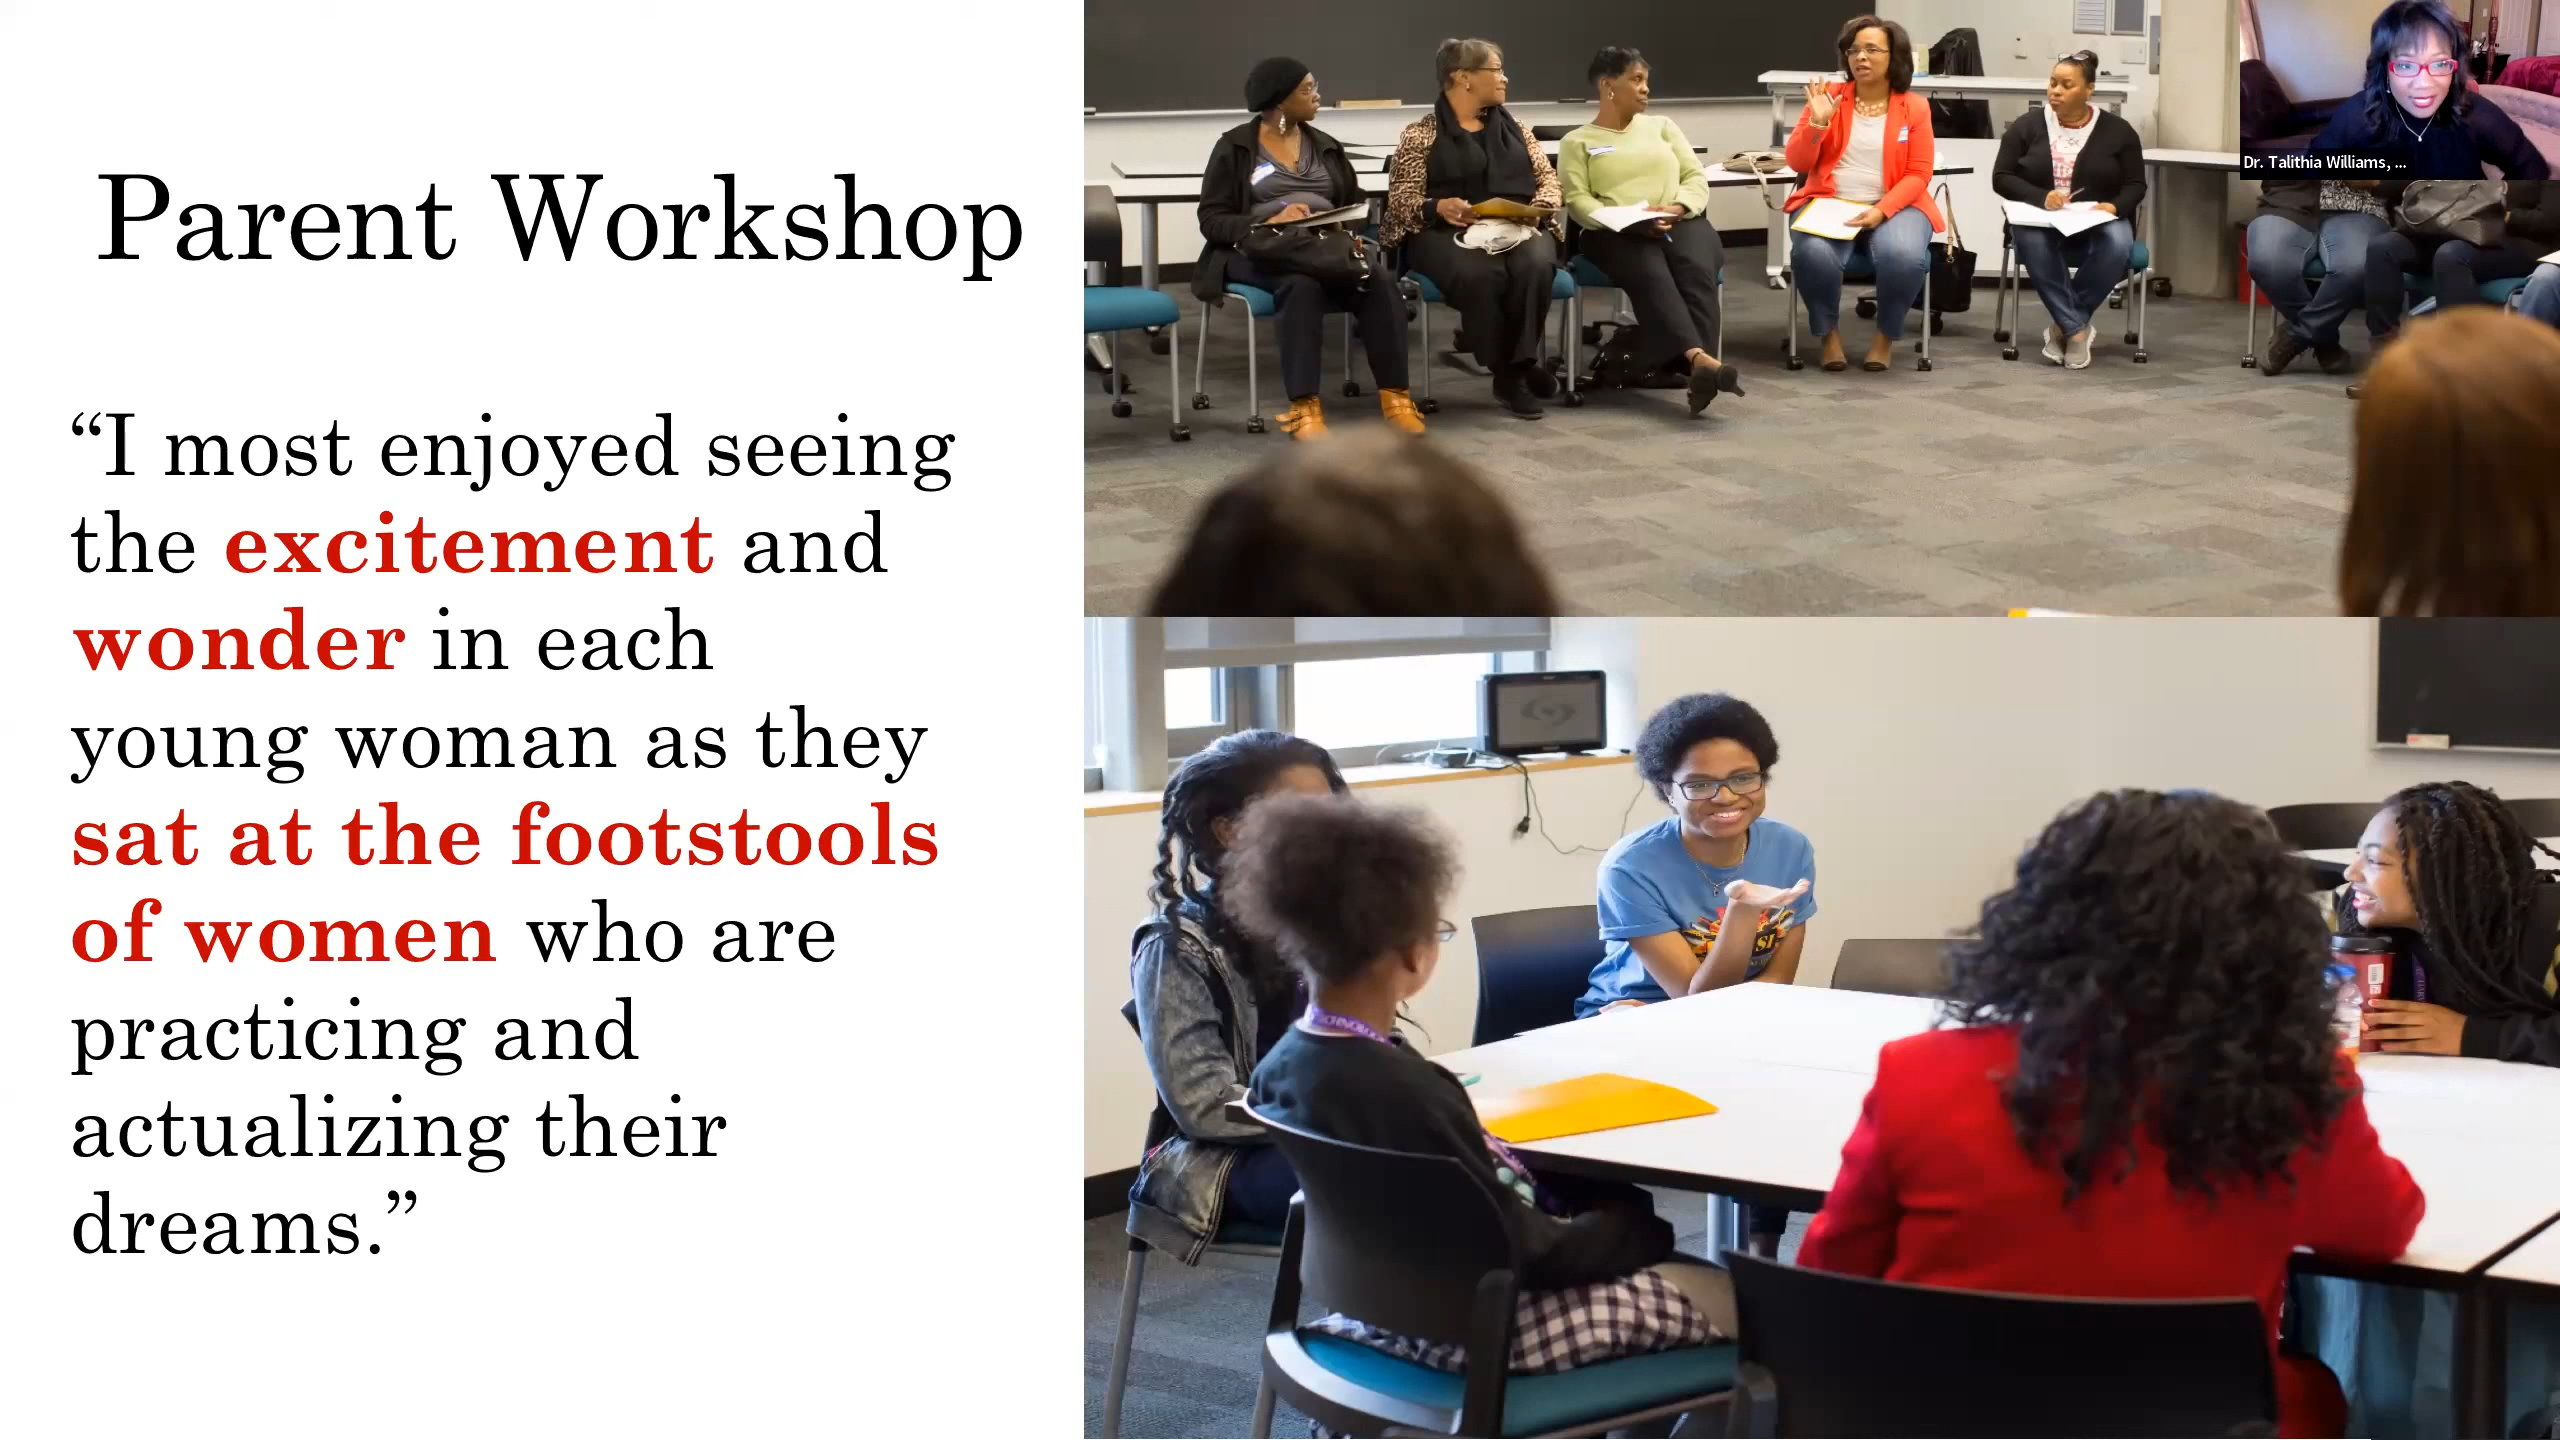 Parent Workshop
“I most enjoyed seeing
the excitement and
wonder in each
young woman as they
sat at the footstools
of women who are
practicing and
actualizing their
dreams.”
Dr. Talithia Williams, ...